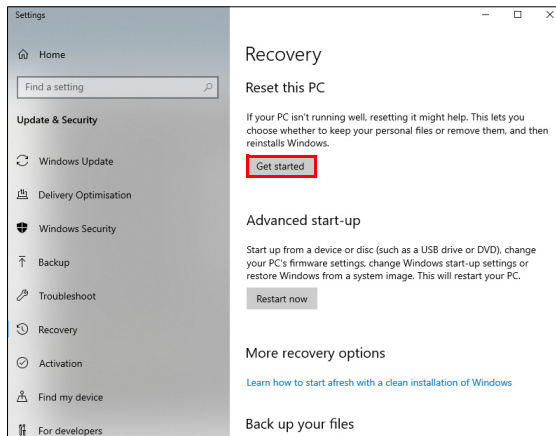 Settings
Home
Find a setting
Update & Security
Windows Update
Delivery Optimisation
Windows Security
Backup
Troubleshoot
Recovery
Activation
Find my device
For developers
Recovery
Reset this PC
If your PC isn't running well, resetting it might help. This lets you
choose whether to keep your personal files or remove them, and then
reinstalls Windows.
Get started
Advanced start-up
Start up from a device or disc (such as a USB drive or DVD), change
your PC's firmware settings, change Windows start-up settings or
restore Windows from a system image. This will restart your PC.
Restart now
More recovery options
Learn how to start afresh with a clean installation of Windows
Back up your files